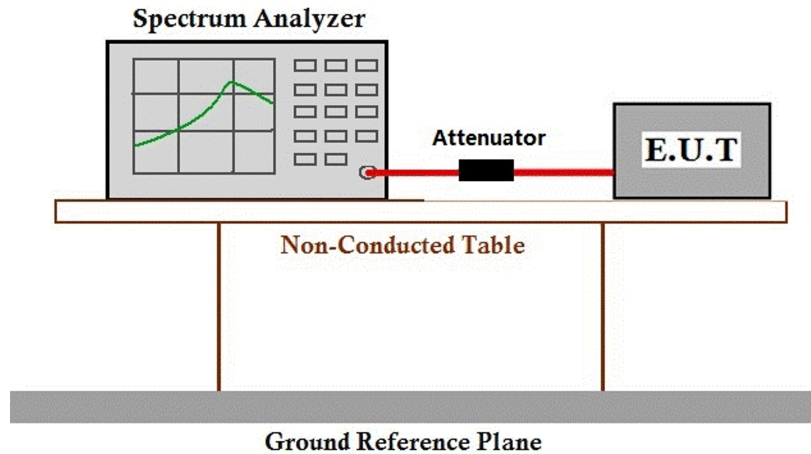 Spectrum Analyzer
Attenuator
E.U.T
Non-Conducted Table
Ground Reference Plane